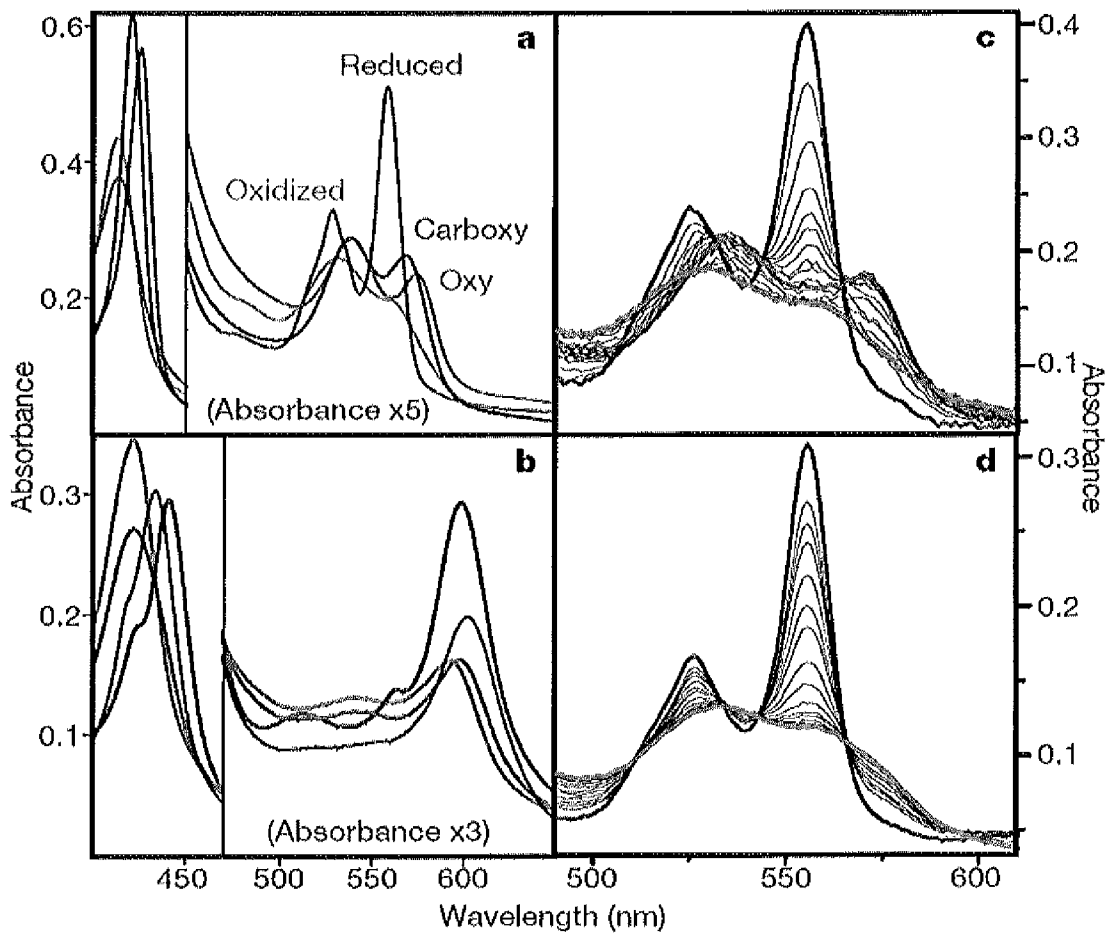 a
c
Reduced
Oxidized
Carboxy
Oxy
(Absorbance x5)
0.6
0.4
0.2
0.4
0.3
0.2
0.1
Absorbance
Absorbance
b
d
(Absorbance x3)
0.3
0.2
0.1
0.3
0.2
0.1
450 500 550 600 500 550 600
Wavelength (nm)